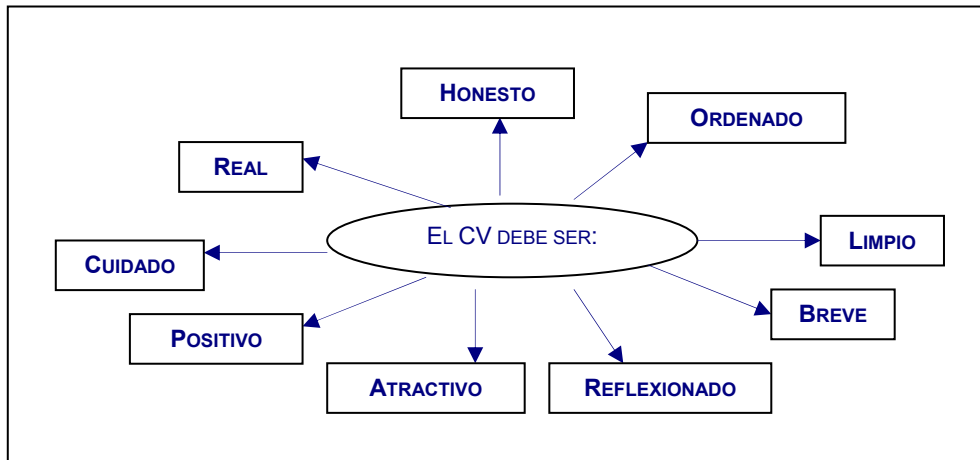 HONESTO
ORDENADO
REAL
EL CV DEBE SER:
LIMPIO
CUIDADO
BREVE
POSITIVO
ATRACTIVO
REFLEXIONADO